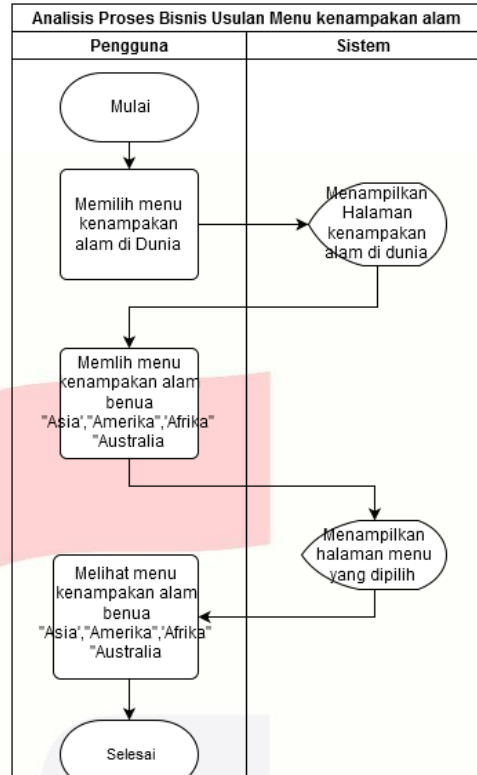 Analisis Proses Bisnis Usulan Menu kenampakan alam
Pengguna
Sistem
Mulai
Memilih menu
kenampakan
alam di Dunia
Menampilkan
Halaman
kenampakan
alam di dunia
Memlih menu
kenampakan alam
benua
"Asia',"Amerika",'Afrika"
"Australia
Menampilkan
halaman menu
yang dipilih
Melihat menu
kenampakan alam
benua
"Asia',"Amerika",'Afrika"
"Australia
Selesai